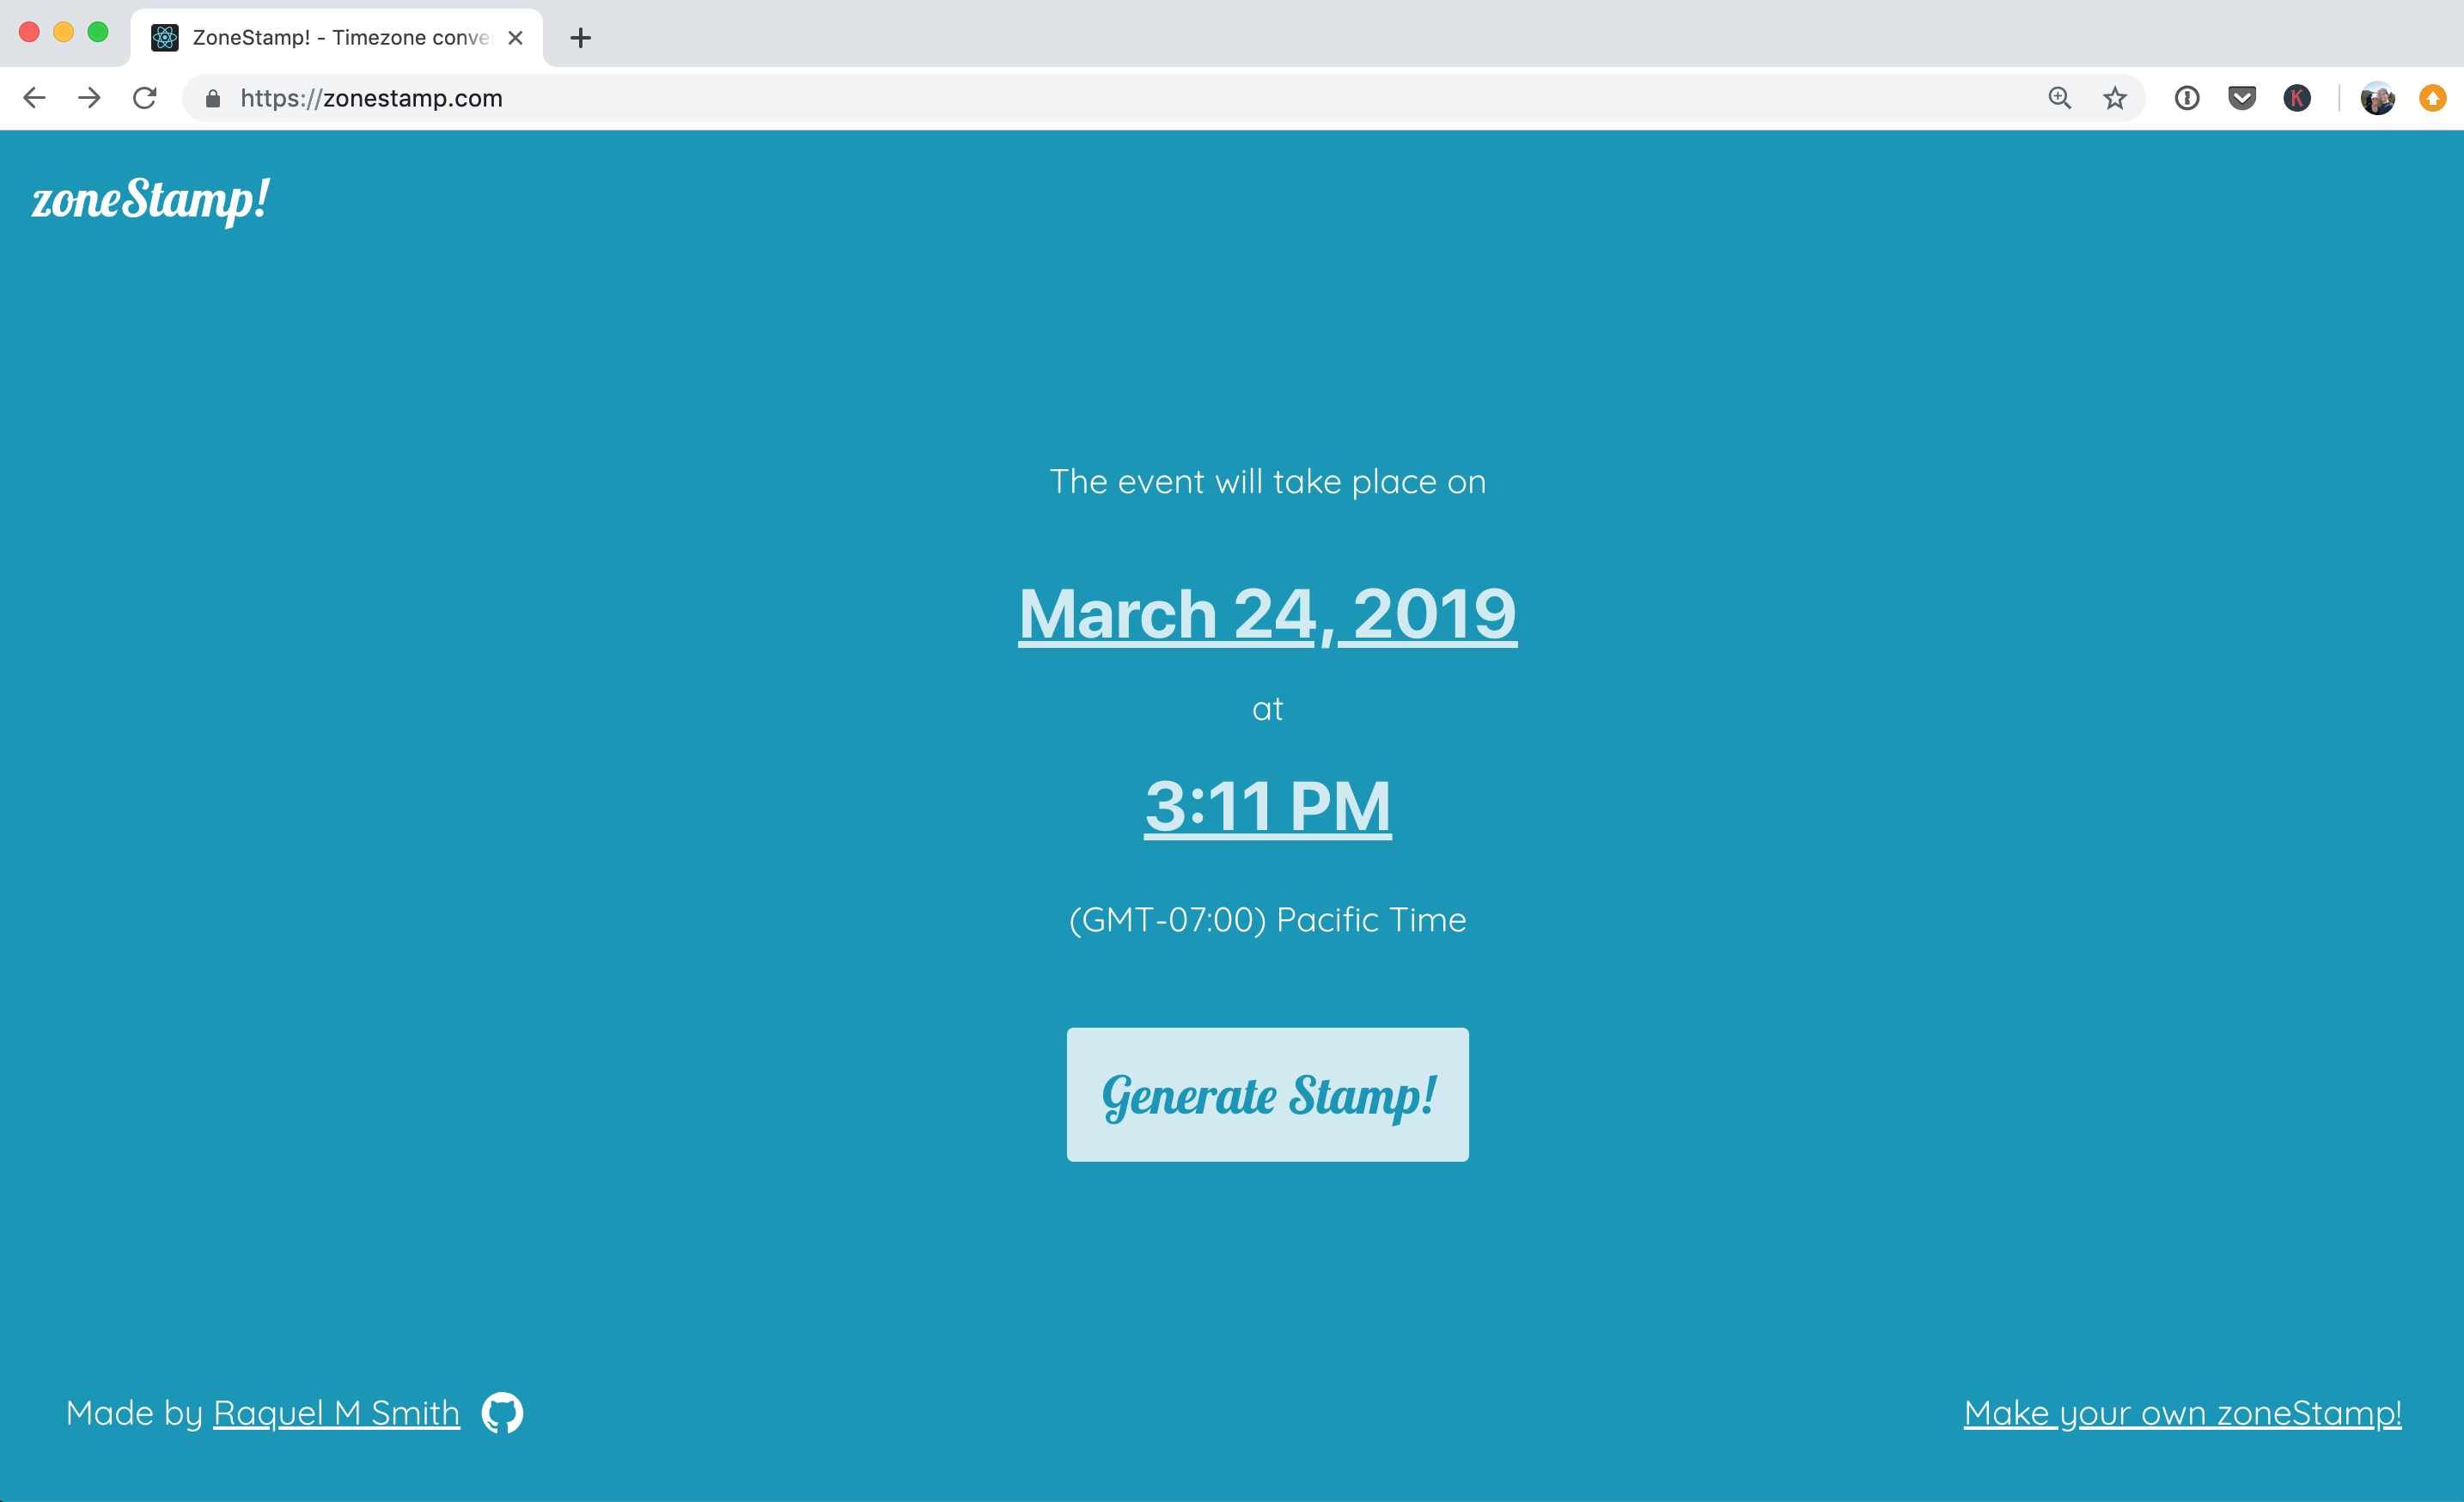 ZoneStamp! - Timezone conve
https://zonestamp.com
K
zoneStamp!
The event will take place on
March 24, 2019
at
3:11 PM
(GMT-07:00) Pacific Time
Generate Stamp!
Made by Raquel M Smith
Make your own zoneStamp!